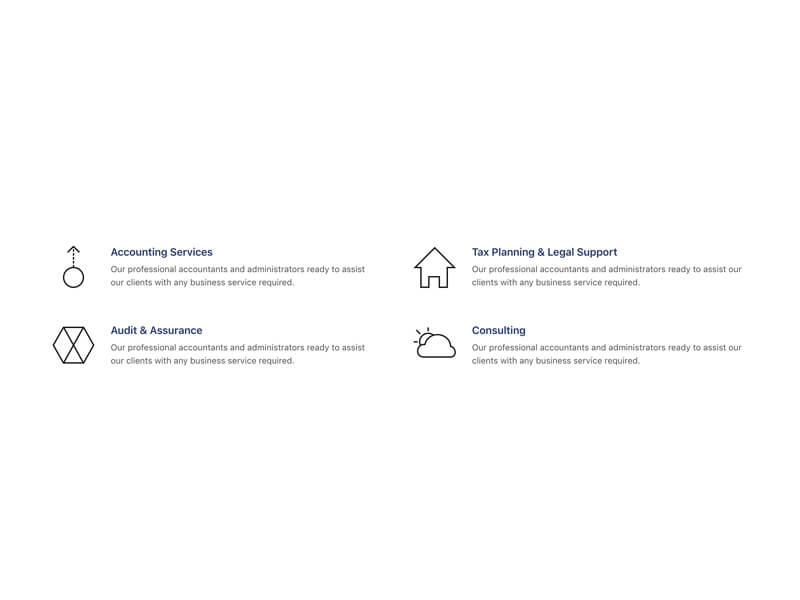 Accounting Services
Our professional accountants and administrators ready to assist
our clients with any business service required.
Tax Planning & Legal Support
Our professional accountants and administrators ready to assist our
clients with any business service required.
Audit & Assurance
Our professional accountants and administrators ready to assist
our clients with any business service required.
Consulting
Our professional accountants and administrators ready to assist our
clients with any business service required.